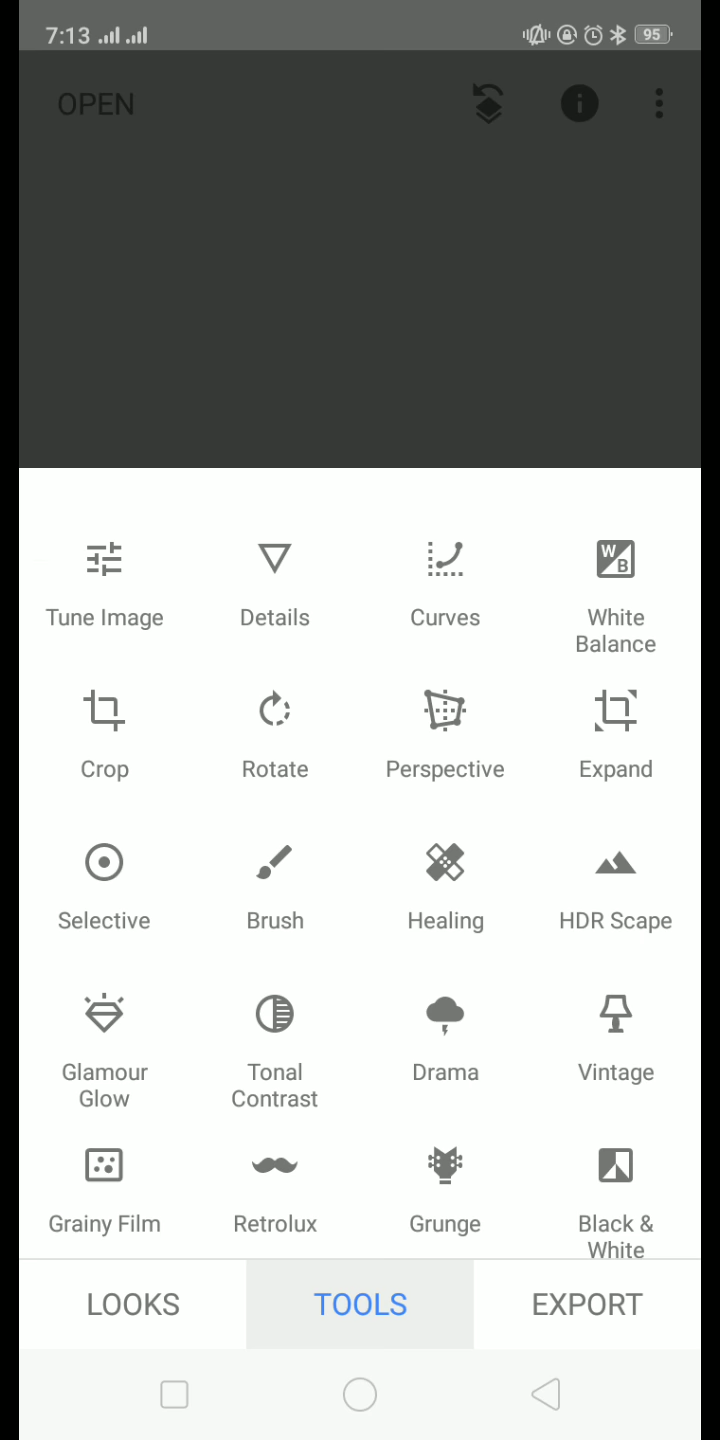 7:13 95
OPEN
Tune Image Details Curves White
Balance
Crop Rotate Perspective Expand
Selective Brush Healing HDR Scape
Glamour Tonal Drama Vintage
Glow Contrast
Grainy Film Retrolux Grunge Black &
White
LOOKS TOOLS EXPORT